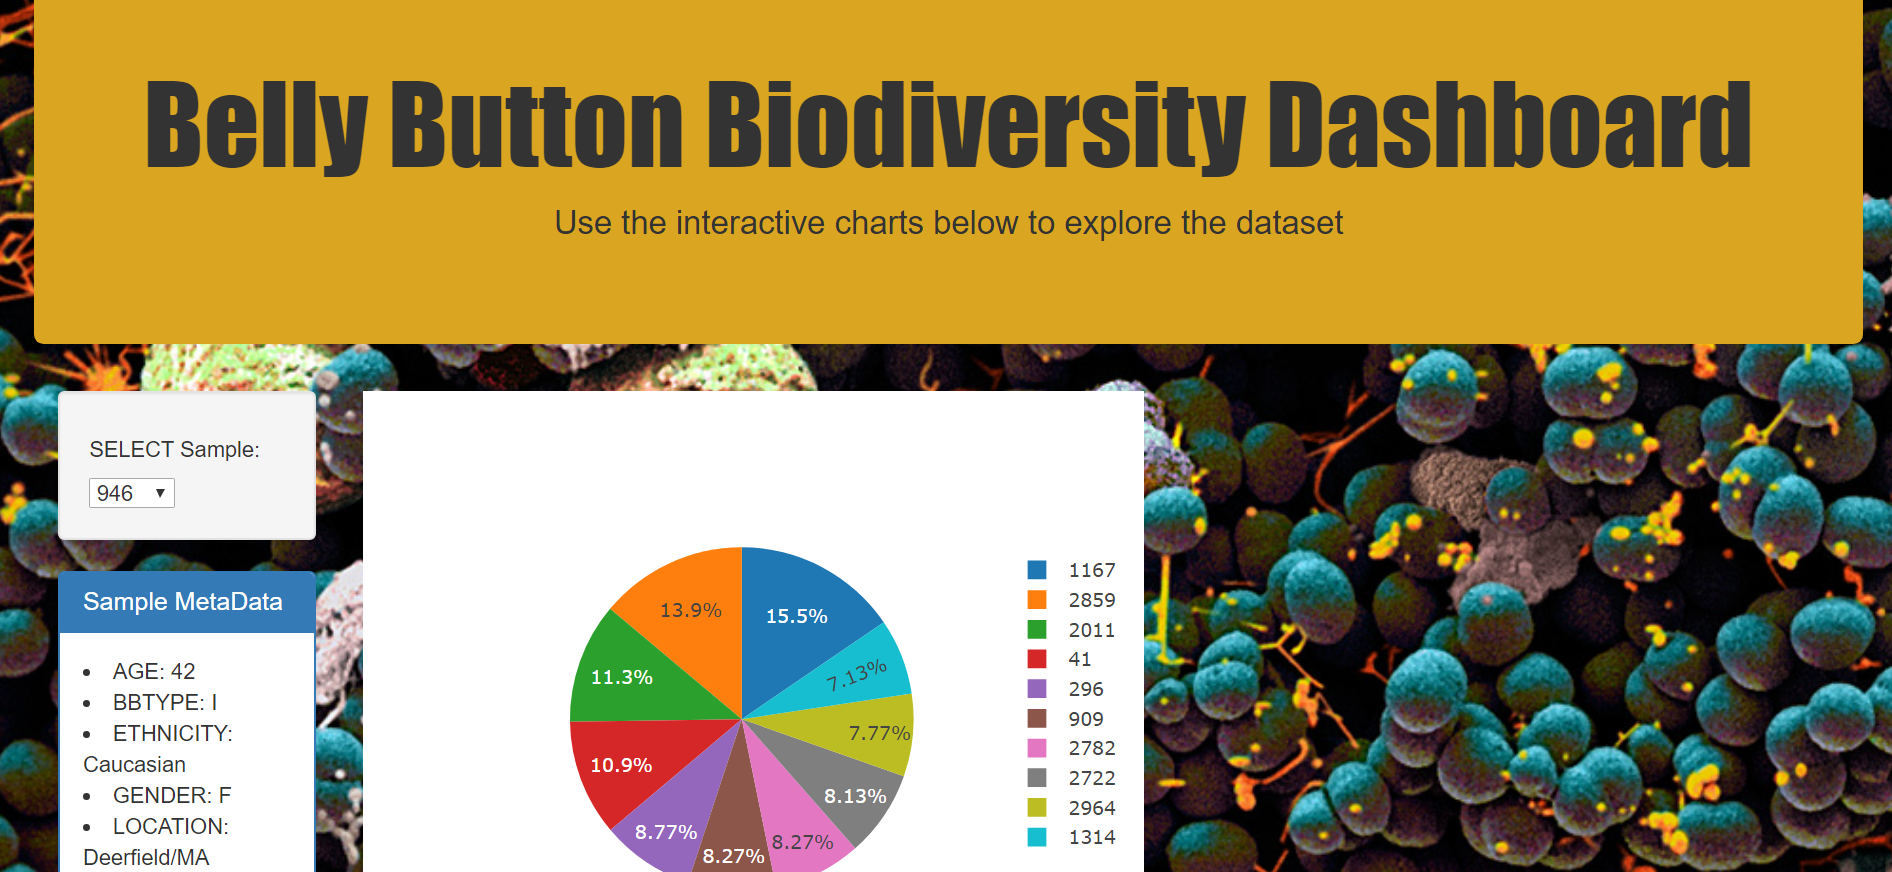 Belly Button Biodiversity Dashboard
Use the interactive charts below to explore the dataset
SELECT Sample:
946
Sample MetaData
AGE: 42
BBTYPE: I
ETHNICITY:
Caucasian
GENDER: F
LOCATION:
Deerfield/MA
13.9%
15.5%
11.3%
7.13%
7.77%
10.9%
8.13%
8.77%
8.27%
8.27%
1167
2859
2011
41
296
909
2782
2722
2964
1314